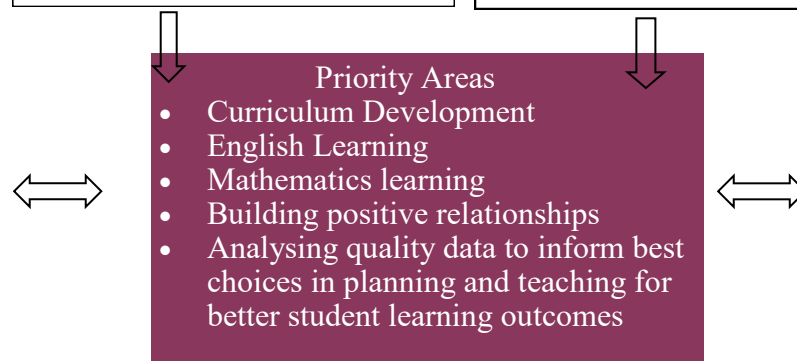 Priority Areas
• Curriculum Development
• English Learning
• Mathematics learning
• Building positive relationships
• Analysing quality data to inform best
choices in planning and teaching for
better student learning outcomes